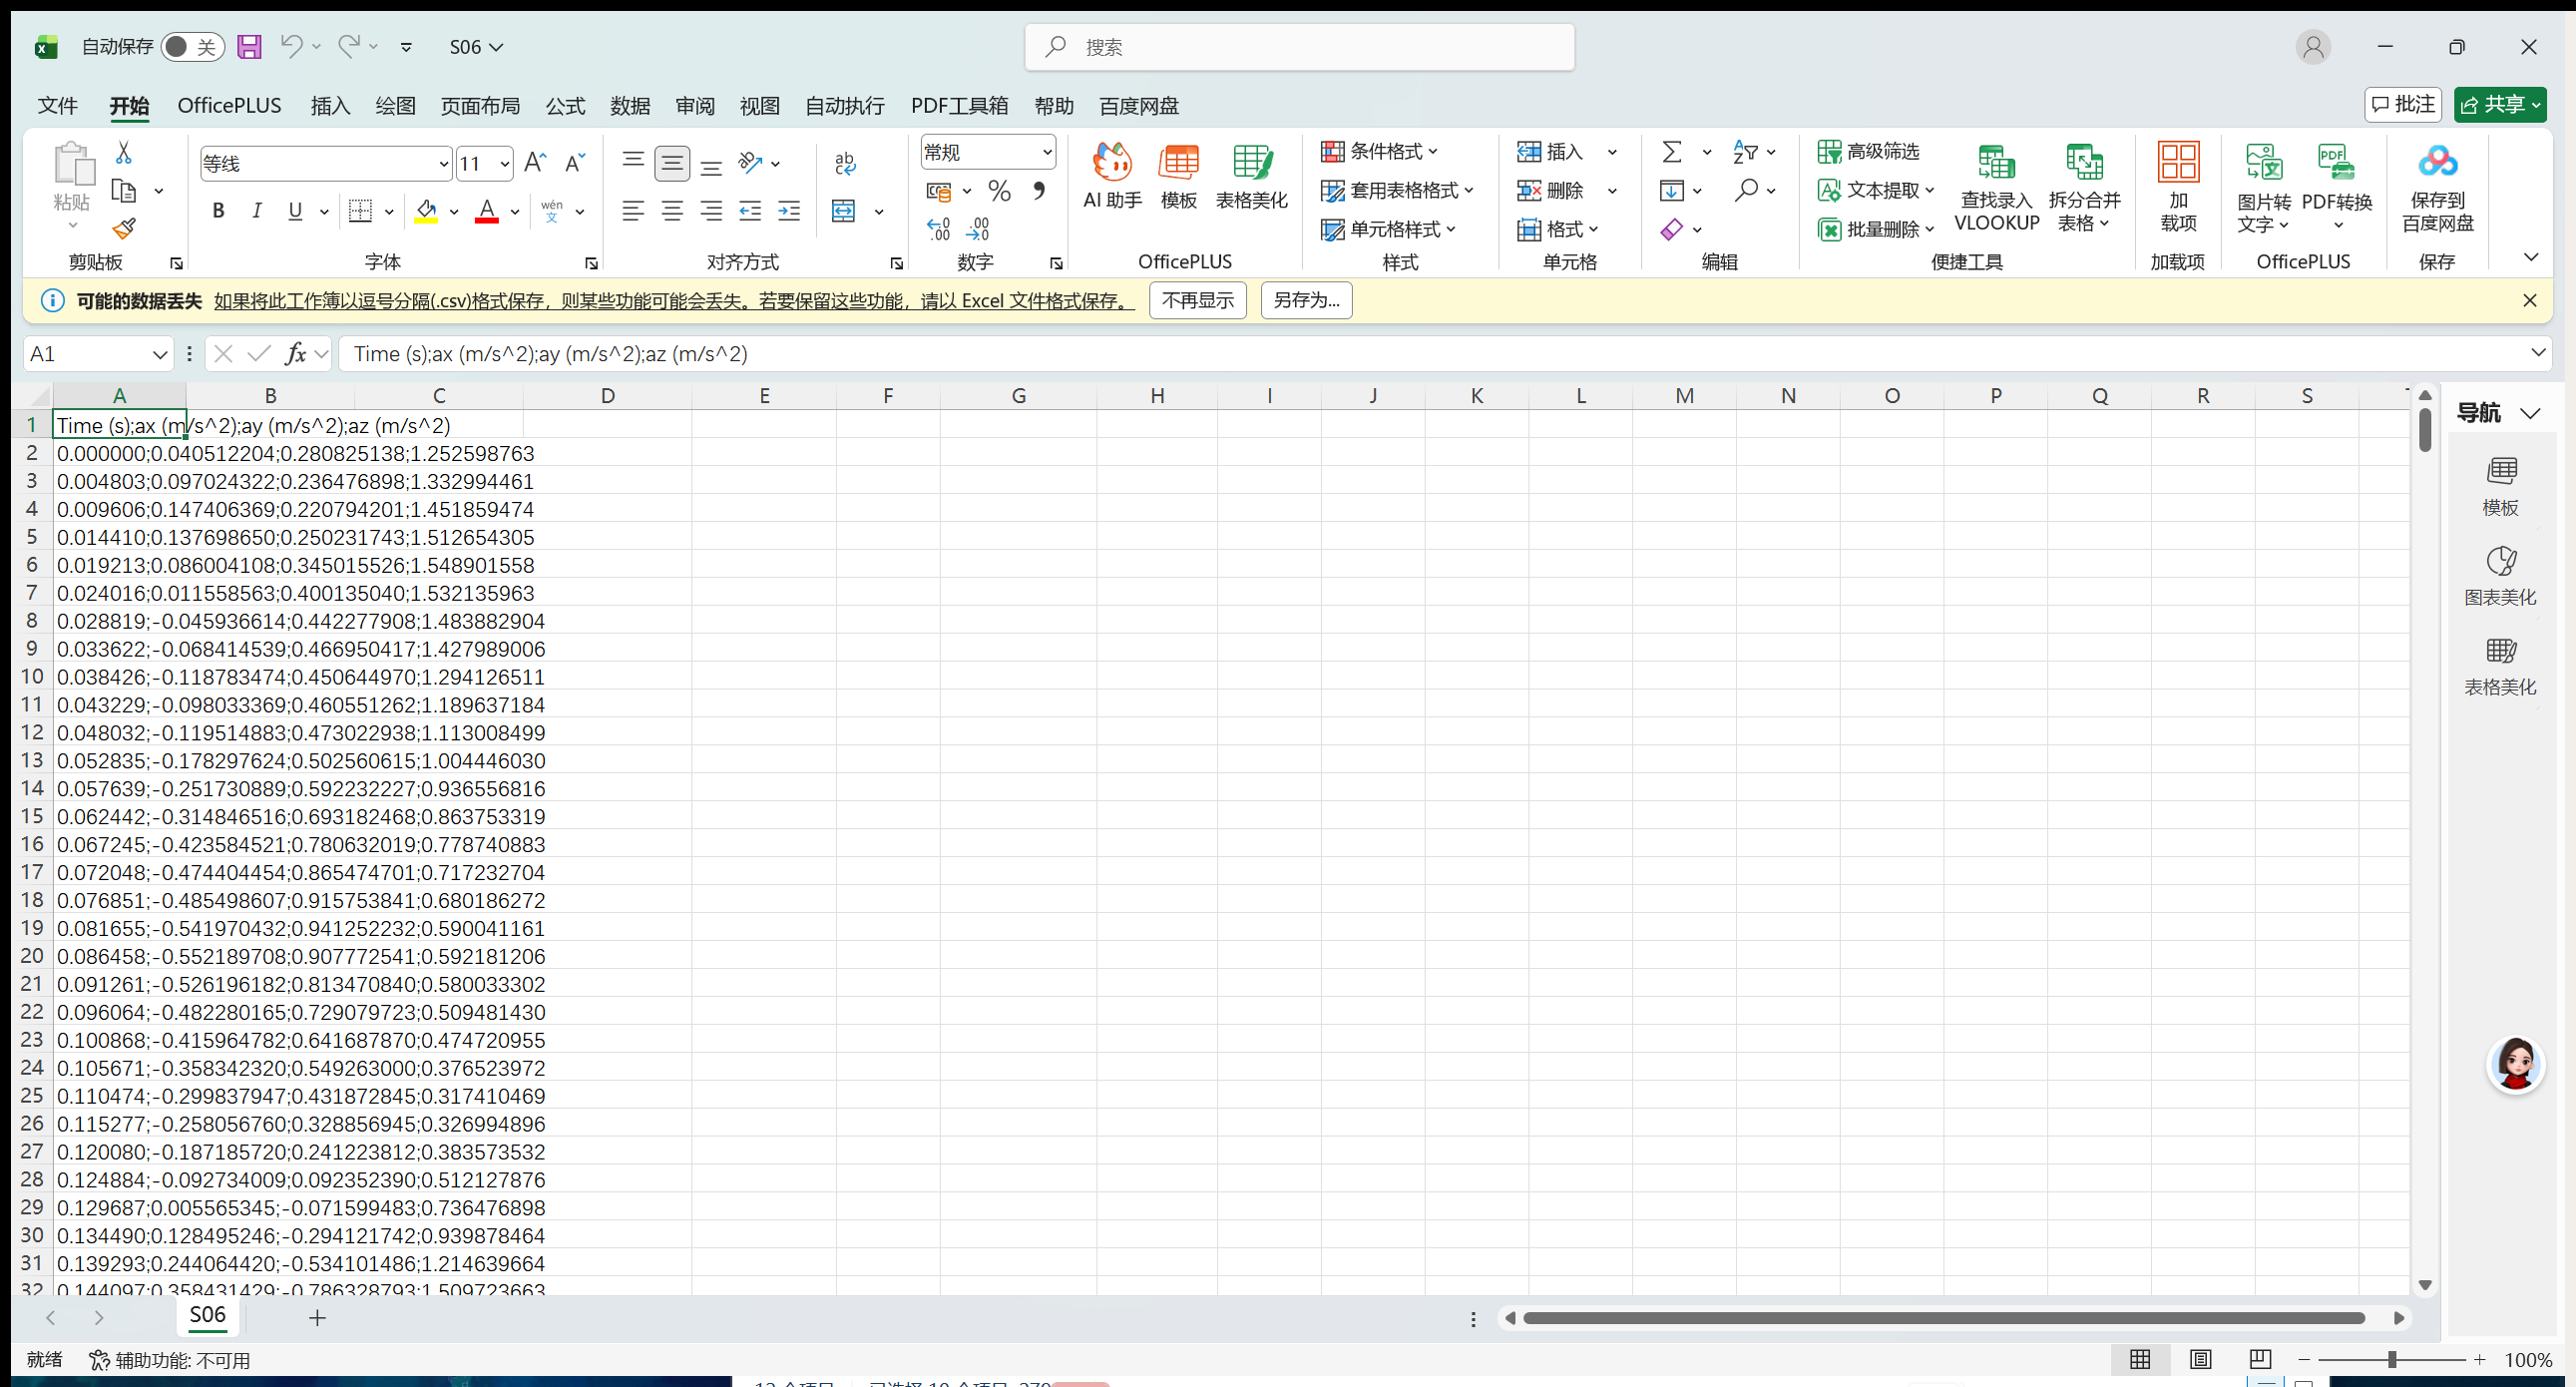 自动保存 关 S06 搜索
文件 开始 OfficePLUS 插入 绘图 页面布局 公式 数据 审阅 视图 自动执行 PDF工具箱 帮助 百度网盘 批注 共享
粘贴 等线 11 常规 AI 助手 模板 表格美化 条件格式 插入 高级筛选 查找录入 VLOOKUP 拆分合并 表格 加 载项 图片转 文字 PDF转换 保存到 百度网盘
套用表格格式 删除 文本提取
单元格样式 格式 批量删除
剪贴板 字体 对齐方式 数字 OfficePLUS 样式 单元格 编辑 便捷工具 加载项 OfficePLUS 保存
可能的数据丢失 如果将此工作簿以逗号分隔(.csv)格式保存，则某些功能可能会丢失。若要保留这些功能，请以 Excel 文件格式保存。 不再显示 另存为...
A1 fx Time (s);ax (m/s^2);ay (m/s^2);az (m/s^2)
A B C D E F G H I J K L M N O P Q R S
1 Time (s);ax (m/s^2);ay (m/s^2);az (m/s^2)
2 0.000000;0.040512204;0.280825138;1.252598763
3 0.004803;0.097024322;0.236476898;1.332994461
4 0.009606;0.147406369;0.220794201;1.451859474
5 0.014410;0.137698650;0.250231743;1.512654305
6 0.019213;0.086004108;0.345015526;1.548901558
7 0.024016;0.011558563;0.400135040;1.532135963
8 0.028819;-0.045936614;0.442277908;1.483882904
9 0.033622;-0.068414539;0.466950417;1.427989006
10 0.038426;-0.118783474;0.450644970;1.294126511
11 0.043229;-0.098033369;0.460551262;1.189637184
12 0.048032;-0.119514883;0.473022938;1.113008499
13 0.052835;-0.178297624;0.502560615;1.004446030
14 0.057639;-0.251730889;0.592232227;0.936556816
15 0.062442;-0.314846516;0.693182468;0.863753319
16 0.067245;-0.423584521;0.780632019;0.778740883
17 0.072048;-0.474404454;0.865474701;0.717232704
18 0.076851;-0.485498607;0.915753841;0.680186272
19 0.081655;-0.541970432;0.941252232;0.590041161
20 0.086458;-0.552189708;0.907772541;0.592181206
21 0.091261;-0.526196182;0.813470840;0.580033302
22 0.096064;-0.482280165;0.729079723;0.509481430
23 0.100868;-0.415964782;0.641687870;0.474720955
24 0.105671;-0.358342320;0.549263000;0.376523972
25 0.110474;-0.299837947;0.431872845;0.317410469
26 0.115277;-0.258056760;0.328856945;0.326994896
27 0.120080;-0.187185720;0.241223812;0.383573532
28 0.124884;-0.092734009;0.092352390;0.512127876
29 0.129687;0.005565345;-0.071599483;0.736476898
30 0.134490;0.128495246;-0.294121742;0.939878464
31 0.139293;0.244064420;-0.534101486;1.214639664
32 0.144097;0.358431429;-0.786328793;1.509723663
导航
模板
图表美化
表格美化
S06
就绪 辅助功能: 不可用 100%